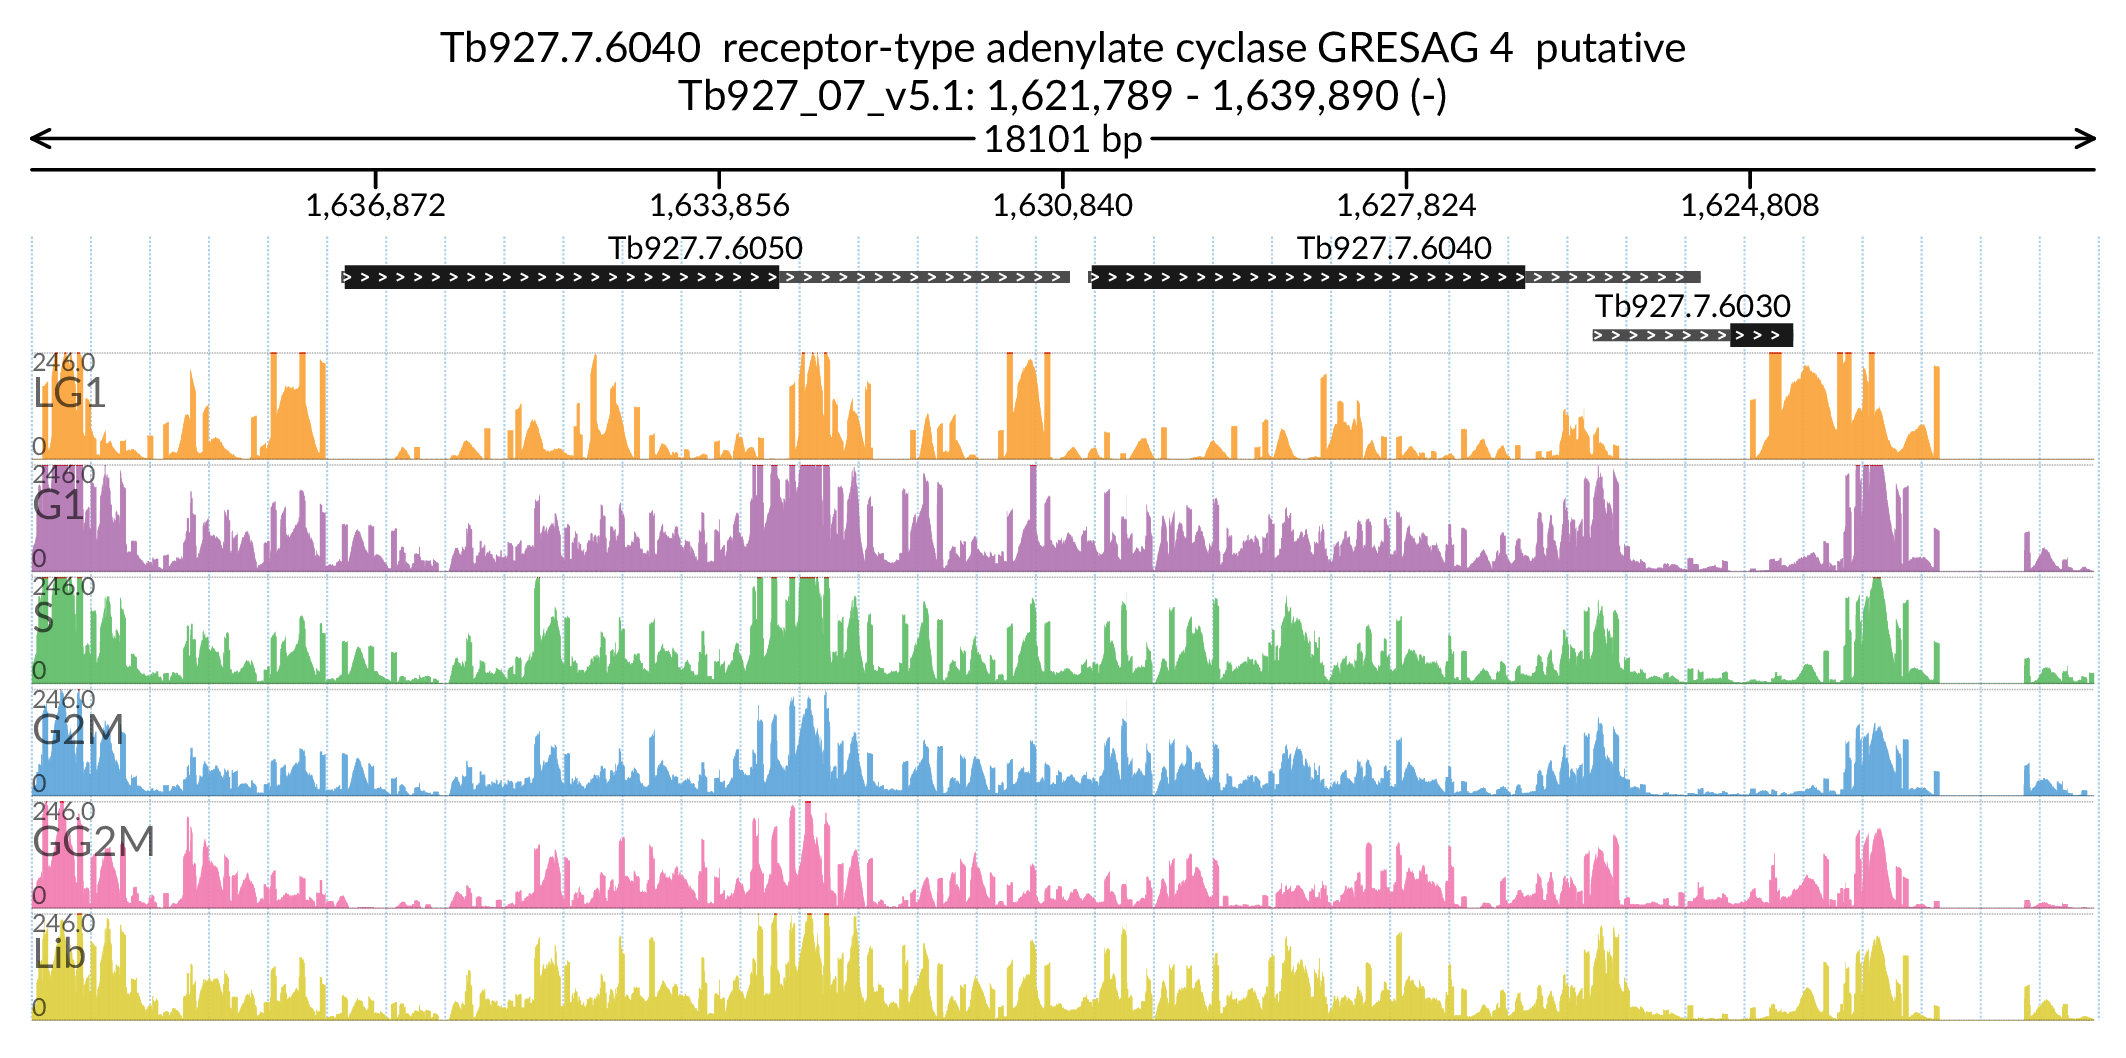 Tb927.7.6040  receptor-type adenylate cyclase GRESAG 4  putative
Tb927_07_v5.1: 1,621,789 - 1,639,890 (-)
18101 bp
1,636,872 1,633,856 1,630,840 1,627,824 1,624,808
Tb927.7.6050 Tb927.7.6040
Tb927.7.6030
246.0
LG1
0
246.0
G1
0
246.0
S
0
246.0
G2M
0
246.0
GG2M
0
246.0
Lib
0